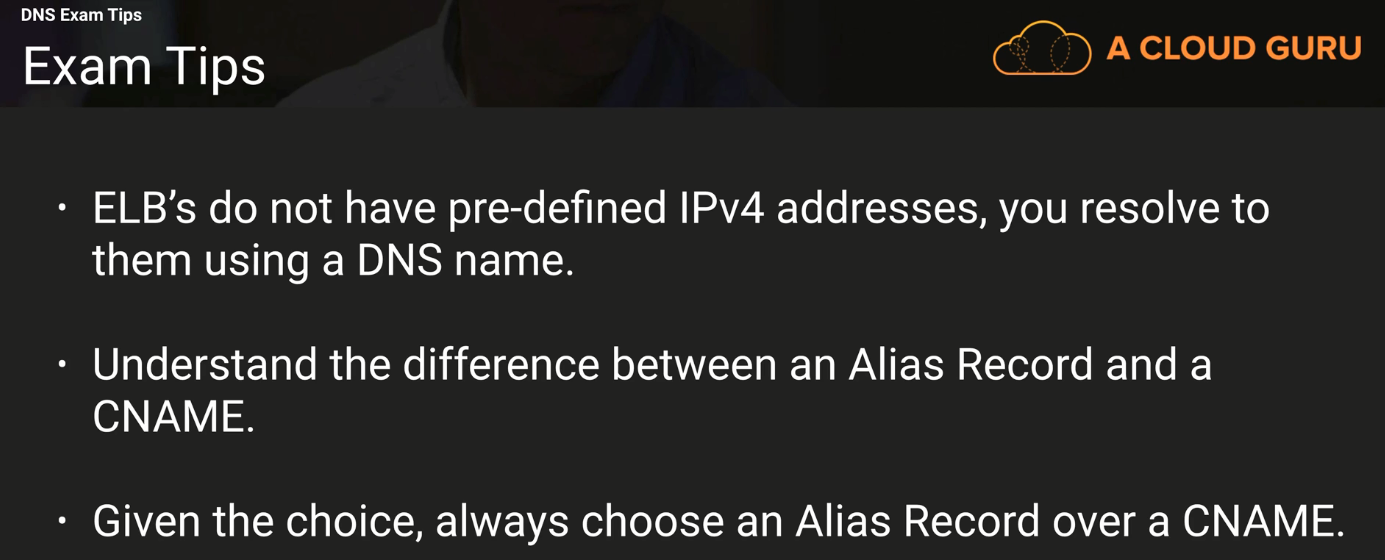 DNS Exam Tips
Exam Tips
A CLOUD GURU
• ELB’s do not have pre-defined IPv4 addresses, you resolve to
them using a DNS name.
• Understand the difference between an Alias Record and a
CNAME.
• Given the choice, always choose an Alias Record over a CNAME.